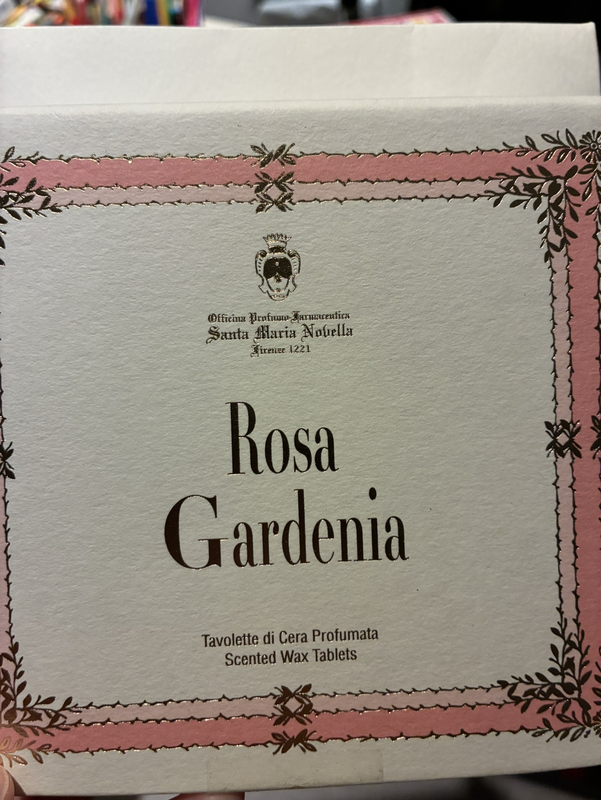 Officina Profumo-Farmaceutica
Santa Maria Novella
Firenze 1221
Rosa
Gardenia
Tavolette di Cera Profumata
Scented Wax Tablets